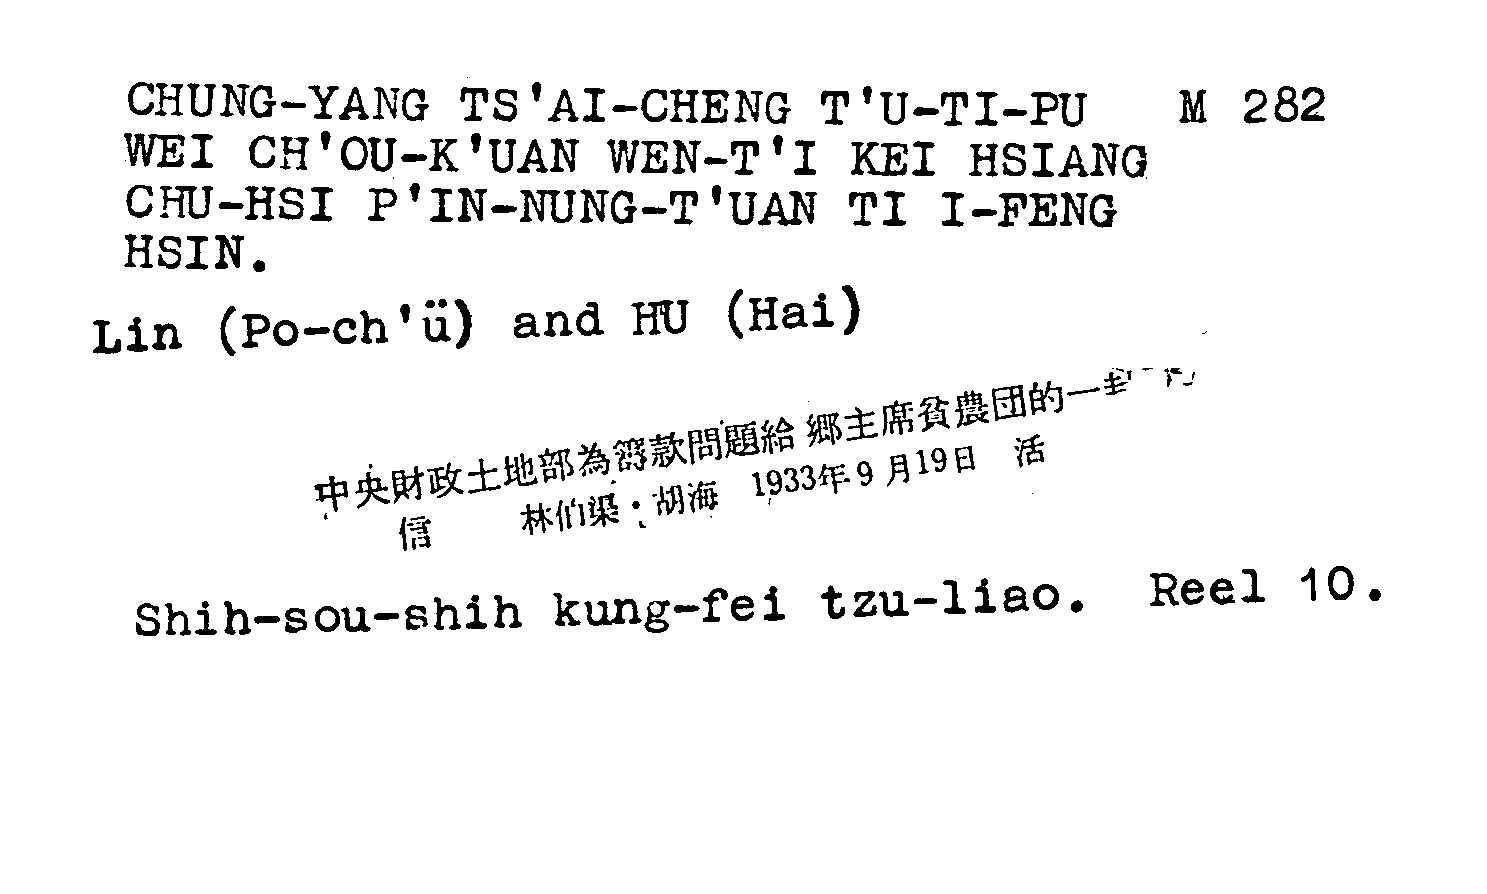 CHUNG-YANG TS'AI-CHENG T'U-TI-PU M 282
WEI CH'OU-K'UAN WEN-T'I KEI HSIANG
CHU-HSI P'IN-NUNG-T'UAN TI I-FENG
HSIN.
Lin (Po-ch'ü) and HU (Hai)
中央財政土地部為籌款問題給 鄉主席貧農団的一封
信 林伯渠・胡海 1933年9月19日 活
Shih-sou-shih kung-fei tzu-liao. Reel 10.